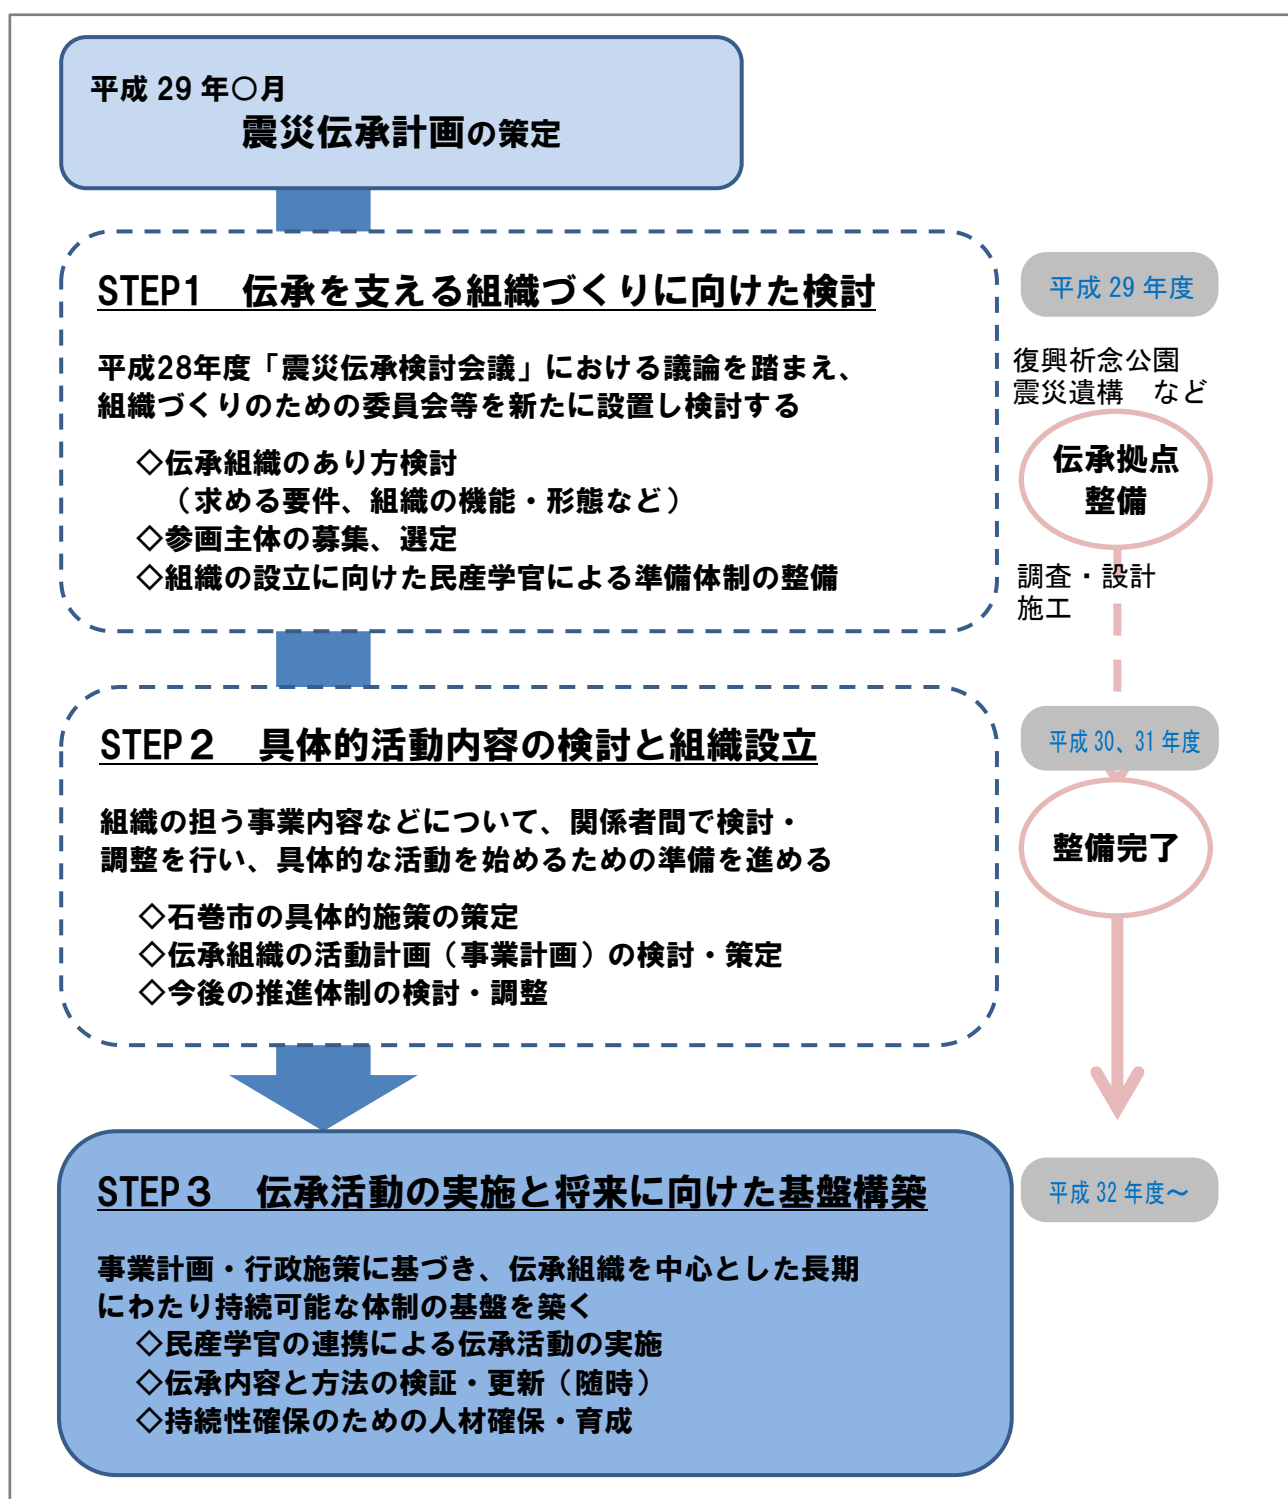 平成 29 年〇月
震災伝承計画の策定
STEP1　伝承を支える組織づくりに向けた検討
平成28年度「震災伝承検討会議」における議論を踏まえ、
組織づくりのための委員会等を新たに設置し検討する
◇伝承組織のあり方検討
（求める要件、組織の機能・形態など）
◇参画主体の募集、選定
◇組織の設立に向けた民産学官による準備体制の整備
平成 29 年度
復興祈念公園
震災遺構　など
伝承拠点
整備
調査・設計
施工
STEP２　具体的活動内容の検討と組織設立
組織の担う事業内容などについて、関係者間で検討・
調整を行い、具体的な活動を始めるための準備を進める
◇石巻市の具体的施策の策定
◇伝承組織の活動計画（事業計画）の検討・策定
◇今後の推進体制の検討・調整
平成 30、31 年度
整備完了
STEP３　伝承活動の実施と将来に向けた基盤構築
事業計画・行政施策に基づき、伝承組織を中心とした長期
にわたり持続可能な体制の基盤を築く
◇民産学官の連携による伝承活動の実施
◇伝承内容と方法の検証・更新（随時）
◇持続性確保のための人材確保・育成
平成 32 年度～